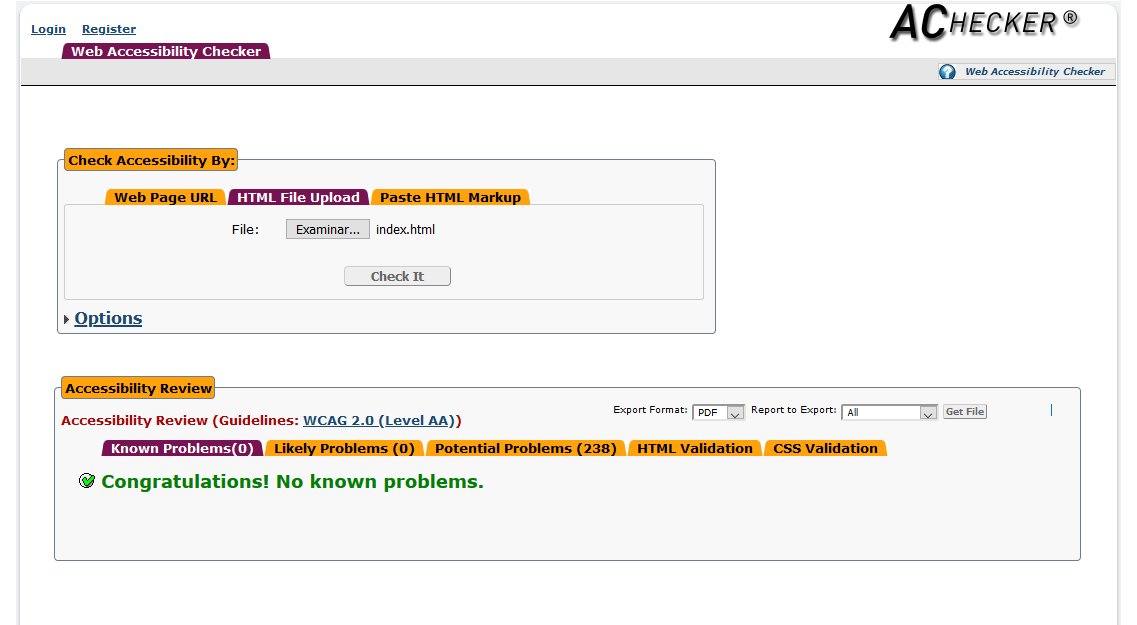 Login Register
ACHECKER ®
Web Accessibility Checker
Web Accessibility Checker
Check Accessibility By:
Web Page URL HTML File Upload Paste HTML Markup
File: Examinar... index.html
Check It
Options
Accessibility Review
Export Format: PDF Report to Export: All Get File
Accessibility Review (Guidelines: WCAG 2.0 (Level AA))
Known Problems(0) Likely Problems (0) Potential Problems (238) HTML Validation CSS Validation
Congratulations! No known problems.